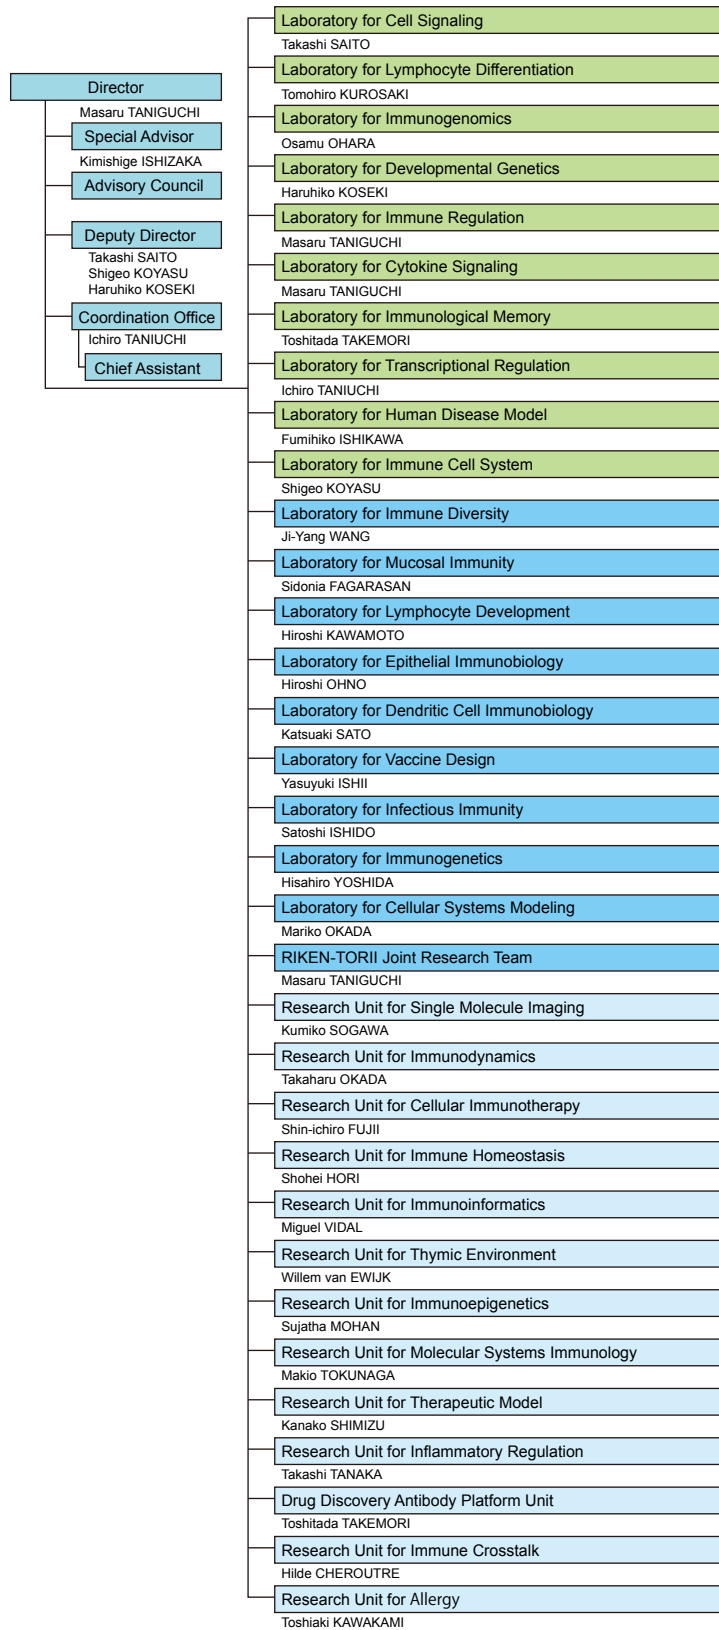 Director
Masaru TANIGUCHI
Special Advisor
Kimishige ISHIZAKA
Advisory Council
Deputy Director
Takashi SAITO
Shigeo KOYASU
Haruhiko KOSEKI
Coordination Office
Ichiro TANIUCHI
Chief Assistant
Laboratory for Cell Signaling
Takashi SAITO
Laboratory for Lymphocyte Differentiation
Tomohiro KUROSAKI
Laboratory for Immunogenomics
Osamu OHARA
Laboratory for Developmental Genetics
Haruhiko KOSEKI
Laboratory for Immune Regulation
Masaru TANIGUCHI
Laboratory for Cytokine Signaling
Masaru TANIGUCHI
Laboratory for Immunological Memory
Toshitada TAKEMORI
Laboratory for Transcriptional Regulation
Ichiro TANIUCHI
Laboratory for Human Disease Model
Fumihiko ISHIKAWA
Laboratory for Immune Cell System
Shigeo KOYASU
Laboratory for Immune Diversity
Ji-Yang WANG
Laboratory for Mucosal Immunity
Sidonia FAGARASAN
Laboratory for Lymphocyte Development
Hiroshi KAWAMOTO
Laboratory for Epithelial Immunobiology
Hiroshi OHNO
Laboratory for Dendritic Cell Immunobiology
Katsuaki SATO
Laboratory for Vaccine Design
Yasuyuki ISHII
Laboratory for Infectious Immunity
Satoshi ISHIDO
Laboratory for Immunogenetics
Hisahiro YOSHIDA
Laboratory for Cellular Systems Modeling
Mariko OKADA
RIKEN-TORII Joint Research Team
Masaru TANIGUCHI
Research Unit for Single Molecule Imaging
Kumiko SOGAWA
Research Unit for Immunodynamics
Takaharu OKADA
Research Unit for Cellular Immunotherapy
Shin-ichiro FUJII
Research Unit for Immune Homeostasis
Shohei HORI
Research Unit for Immunoinformatics
Miguel VIDAL
Research Unit for Thymic Environment
Willem van EWIJK
Research Unit for Immunoepigenetics
Sujatha MOHAN
Research Unit for Molecular Systems Immunology
Makio TOKUNAGA
Research Unit for Therapeutic Model
Kanako SHIMIZU
Research Unit for Inflammatory Regulation
Takashi TANAKA
Drug Discovery Antibody Platform Unit
Toshitada TAKEMORI
Research Unit for Immune Crosstalk
Hilde CHEROUTRE
Research Unit for Allergy
Toshiaki KAWAKAMI